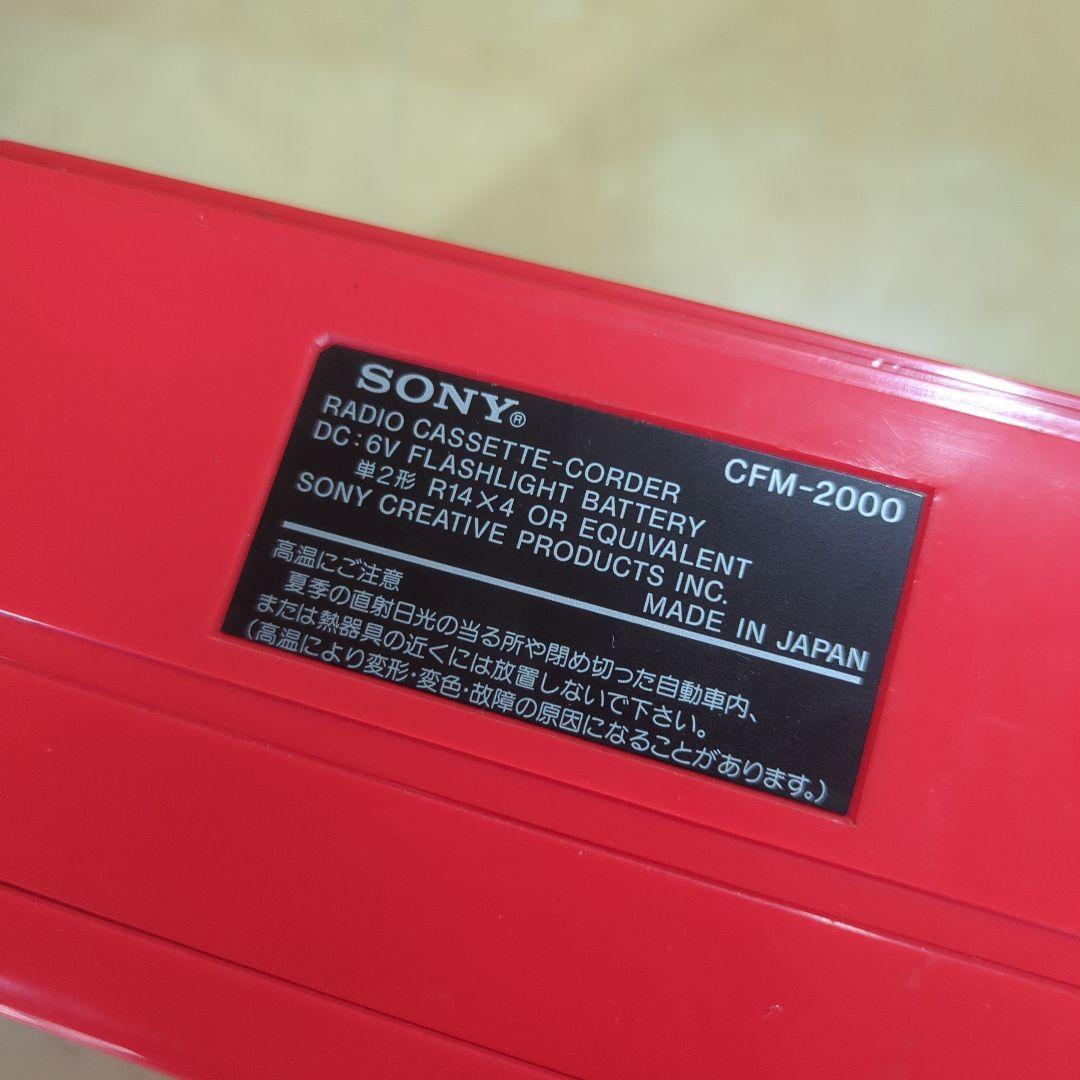 SONY®
RADIO CASSETTE-CORDER CFM-2000
DC:6V FLASHLIGHT BATTERY
単2形 R14×4 OR EQUIVALENT
SONY CREATIVE PRODUCTS INC.
MADE IN JAPAN
高温にご注意
夏季の直射日光の当る所や閉め切った自動車内、
または熱器具の近くには放置しないで下さい。
(高温により変形・変色・故障の原因になることがあります。)